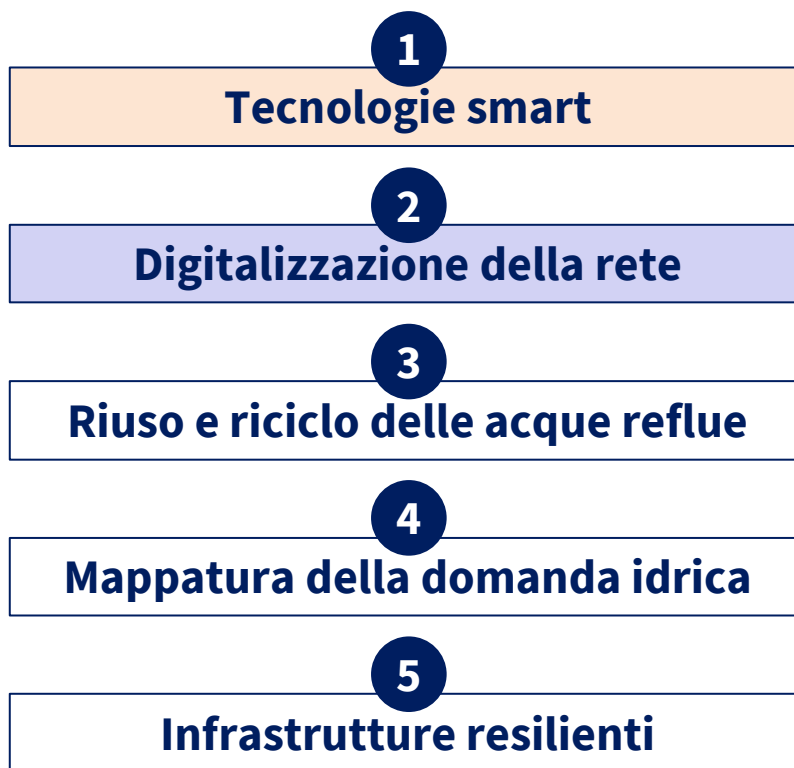 1
Tecnologie smart
2
Digitalizzazione della rete
3
Riuso e riciclo delle acque reflue
4
Mappatura della domanda idrica
5
Infrastrutture resilienti